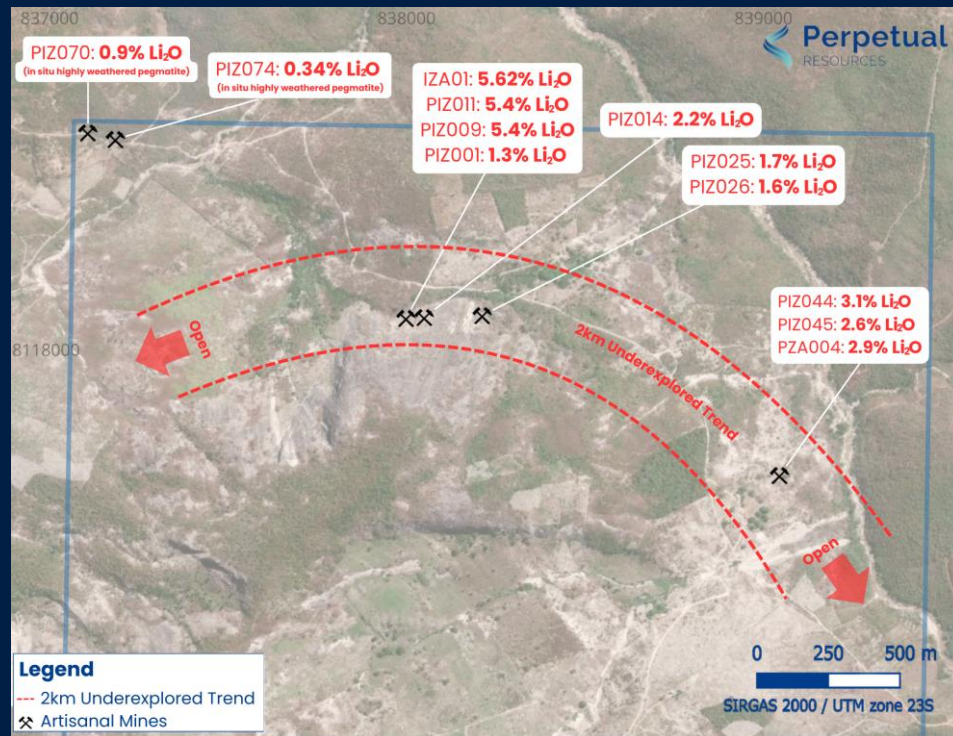 837000
838000
839000
Perpetual
RESOURCES
PIZ070: 0.9% Li₂O
(in situ highly weathered pegmatite)
PIZ074: 0.34% Li₂O
(in situ highly weathered pegmatite)
IZA01: 5.62% Li₂O
PIZ011: 5.4% Li₂O
PIZ009: 5.4% Li₂O
PIZ001: 1.3% Li₂O
PIZ014: 2.2% Li₂O
PIZ025: 1.7% Li₂O
PIZ026: 1.6% Li₂O
PIZ044: 3.1% Li₂O
PIZ045: 2.6% Li₂O
PZA004: 2.9% Li₂O
8118000
Open
2km Underexplored Trend
Open
Legend
2km Underexplored Trend
Artisanal Mines
0 250 500 m
SIRGAS 2000 / UTM zone 23S